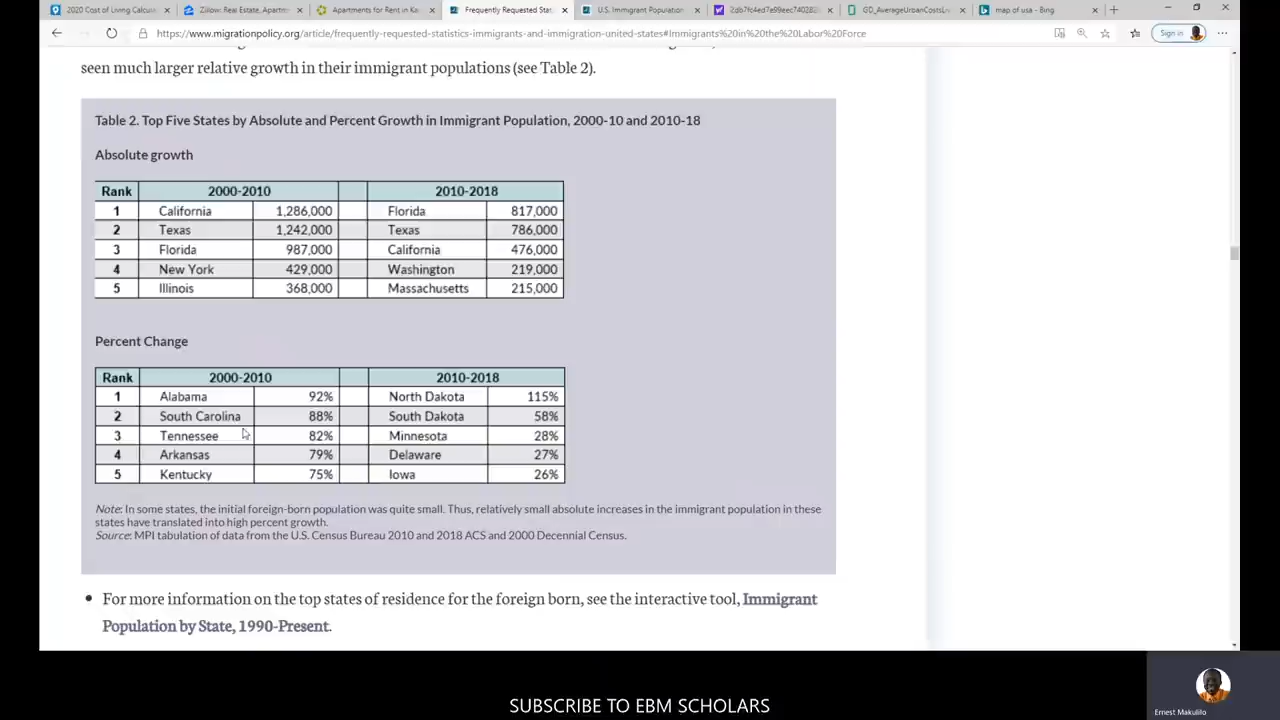 2020 Cost of Living Calcul
Zillow: Real Estate, Apartm
Apartments for Rent in Ka
Frequently Requested Stat
U.S. Immigrant Population
map of usa - Bing
https://www.migrationpolicy.org/article/frequently-requested-statistics-immigrants-and-immigration-united-states#Immigrants%20in%20the%20Labor%20Force
Sign in
seen much larger relative growth in their immigrant populations (see Table 2).
Table 2. Top Five States by Absolute and Percent Growth in Immigrant Population, 2000-10 and 2010-18
Absolute growth
Rank 2000-2010 2010-2018
1 California 1,286,000 Florida 817,000
2 Texas 1,242,000 Texas 786,000
3 Florida 987,000 California 476,000
4 New York 429,000 Washington 219,000
5 Illinois 368,000 Massachusetts 215,000
Percent Change
Rank 2000-2010 2010-2018
1 Alabama 92% North Dakota 115%
2 South Carolina 88% South Dakota 58%
3 Tennessee 82% Minnesota 28%
4 Arkansas 79% Delaware 27%
5 Kentucky 75% Iowa 26%
Note: In some states, the initial foreign-born population was quite small. Thus, relatively small absolute increases in the immigrant population in these
states have translated into high percent growth.
Source: MPI tabulation of data from the U.S. Census Bureau 2010 and 2018 ACS and 2000 Decennial Census.
• For more information on the top states of residence for the foreign born, see the interactive tool, Immigrant
Population by State, 1990-Present.
SUBSCRIBE TO EBM SCHOLARS
Ernest Makulilo